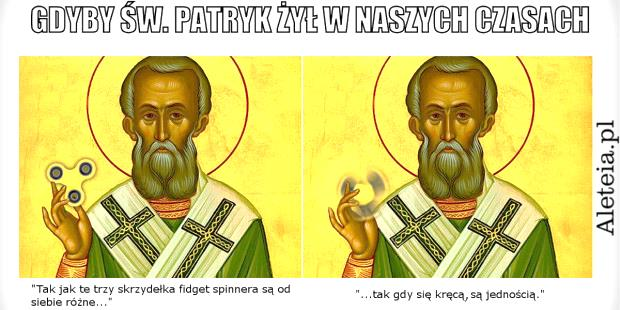 GDYBY ŚW. PATRYK ŻYŁ W NASZYCH CZASACH
Aleteia.pl
"Tak jak te trzy skrzydełka fidget spinnera są od
siebie różne..."
"...tak gdy się kręcą, są jednością."